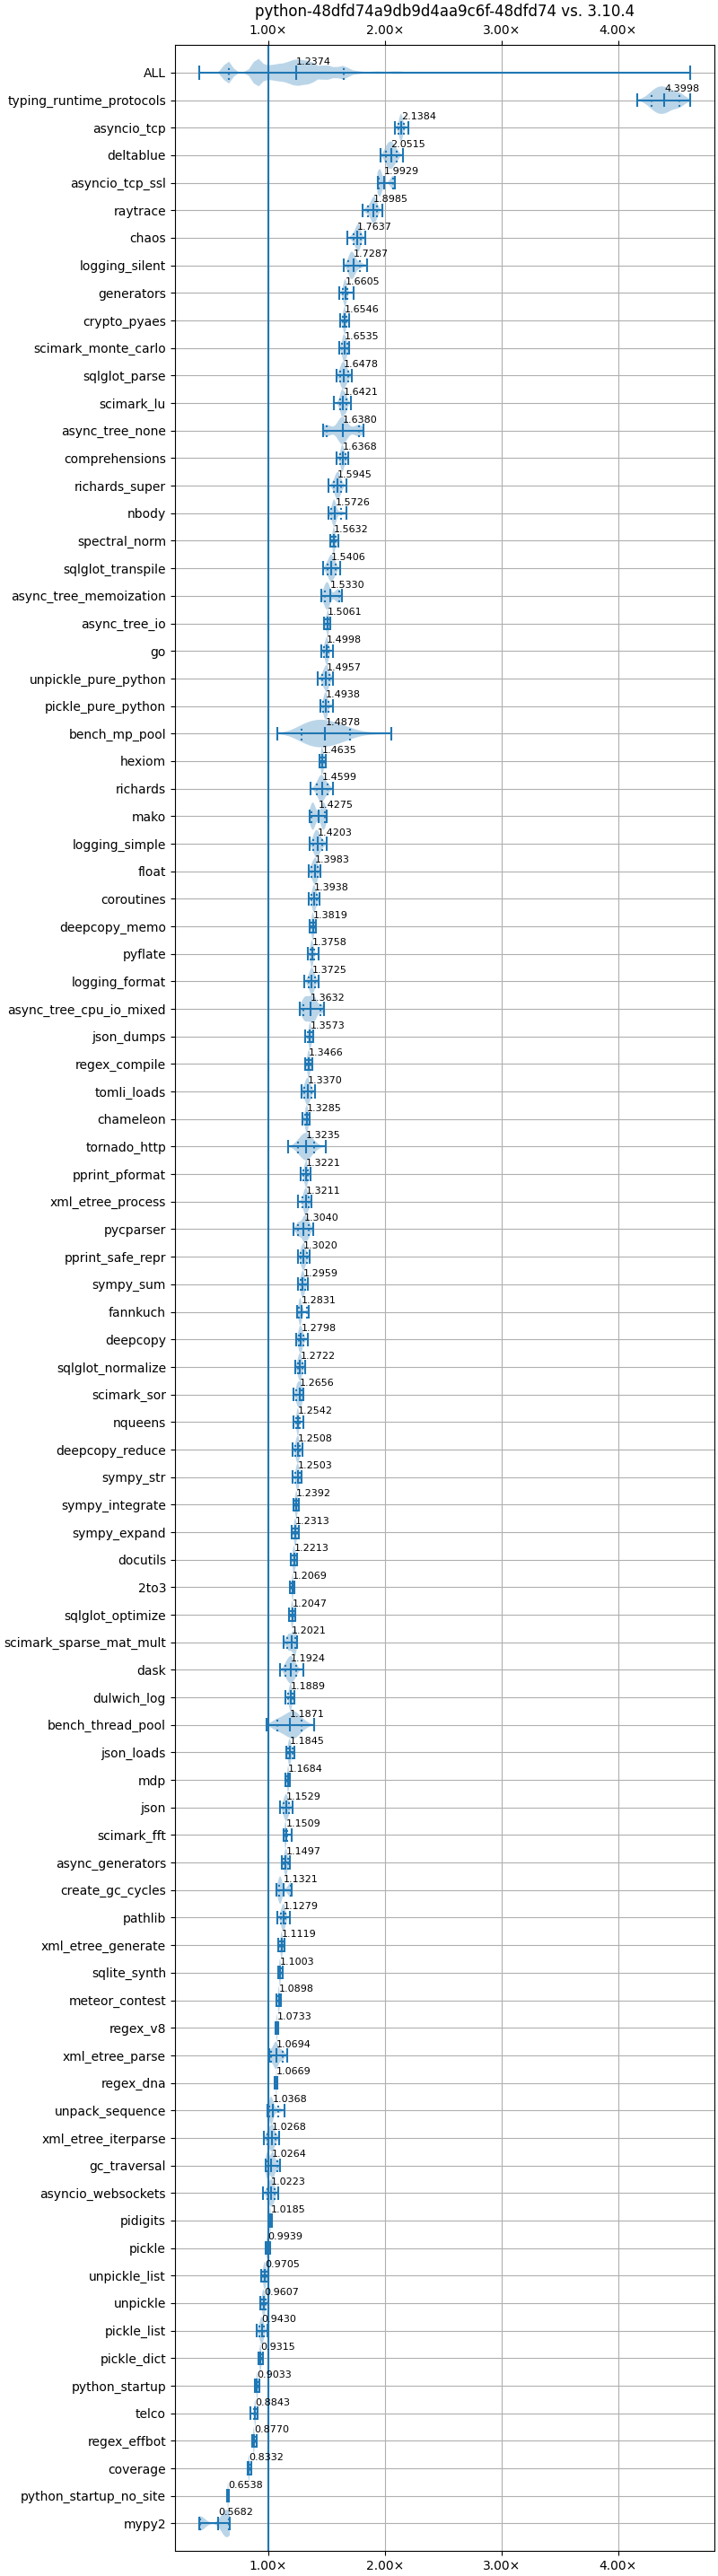 python-48dfd74a9db9d4aa9c6f-48dfd74 vs. 3.10.4
1.00× 2.00× 3.00× 4.00×
ALL 1.2374
typing_runtime_protocols 4.3998
asyncio_tcp 2.1384
deltablue 2.0515
asyncio_tcp_ssl 1.9929
raytrace 1.8985
chaos 1.7637
logging_silent 1.7287
generators 1.6605
crypto_pyaes 1.6546
scimark_monte_carlo 1.6535
sqlglot_parse 1.6478
scimark_lu 1.6421
async_tree_none 1.6380
comprehensions 1.6368
richards_super 1.5945
nbody 1.5726
spectral_norm 1.5632
sqlglot_transpile 1.5406
async_tree_memoization 1.5330
async_tree_io 1.5061
go 1.4998
unpickle_pure_python 1.4957
pickle_pure_python 1.4938
bench_mp_pool 1.4878
hexiom 1.4635
richards 1.4599
mako 1.4275
logging_simple 1.4203
float 1.3983
coroutines 1.3938
deepcopy_memo 1.3819
pyflate 1.3758
logging_format 1.3725
async_tree_cpu_io_mixed 1.3632
json_dumps 1.3573
regex_compile 1.3466
tomli_loads 1.3370
chameleon 1.3285
tornado_http 1.3235
pprint_pformat 1.3221
xml_etree_process 1.3211
pycparser 1.3040
pprint_safe_repr 1.3020
sympy_sum 1.2959
fannkuch 1.2831
deepcopy 1.2798
sqlglot_normalize 1.2722
scimark_sor 1.2656
nqueens 1.2542
deepcopy_reduce 1.2508
sympy_str 1.2503
sympy_integrate 1.2392
sympy_expand 1.2313
docutils 1.2213
2to3 1.2069
sqlglot_optimize 1.2047
scimark_sparse_mat_mult 1.2021
dask 1.1924
dulwich_log 1.1889
bench_thread_pool 1.1871
json_loads 1.1845
mdp 1.1684
json 1.1529
scimark_fft 1.1509
async_generators 1.1497
create_gc_cycles 1.1321
pathlib 1.1279
xml_etree_generate 1.1119
sqlite_synth 1.1003
meteor_contest 1.0898
regex_v8 1.0733
xml_etree_parse 1.0694
regex_dna 1.0669
unpack_sequence 1.0368
xml_etree_iterparse 1.0268
gc_traversal 1.0264
asyncio_websockets 1.0223
pidigits 1.0185
pickle 0.9939
unpickle_list 0.9705
unpickle 0.9607
pickle_list 0.9430
pickle_dict 0.9315
python_startup 0.9033
telco 0.8843
regex_effbot 0.8770
coverage 0.8332
python_startup_no_site 0.6538
mypy2 0.5682
1.00× 2.00× 3.00× 4.00×